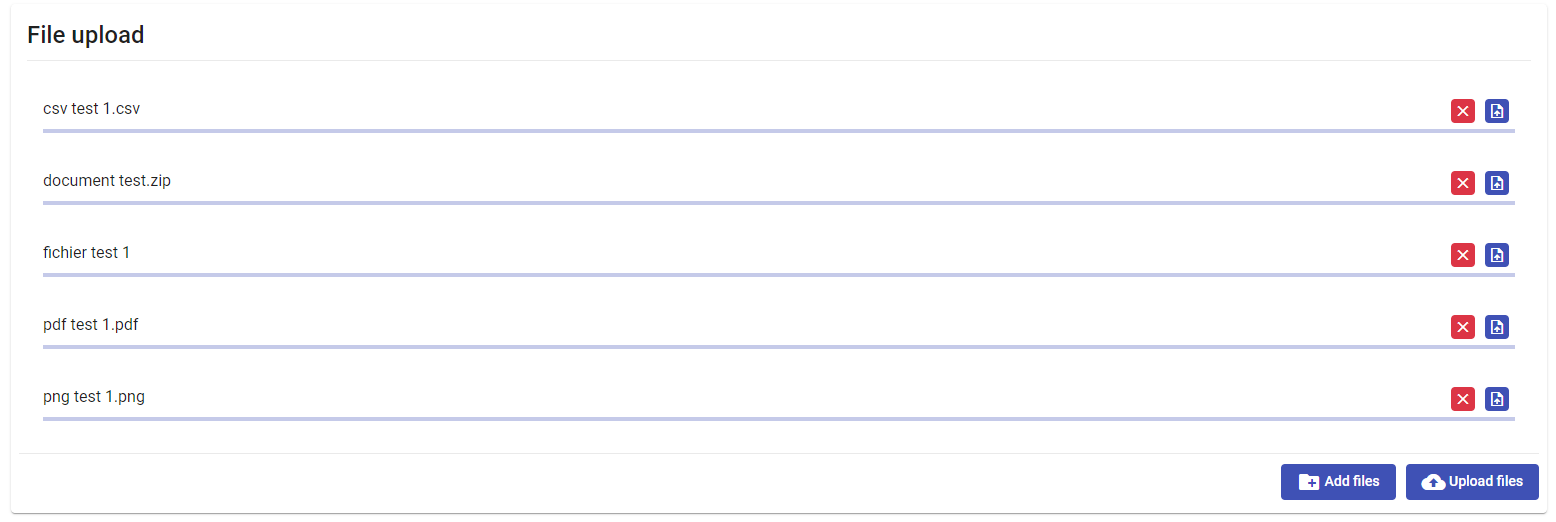 File upload
csv test 1.csv
document test.zip
fichier test 1
pdf test 1.pdf
png test 1.png
Add files
Upload files